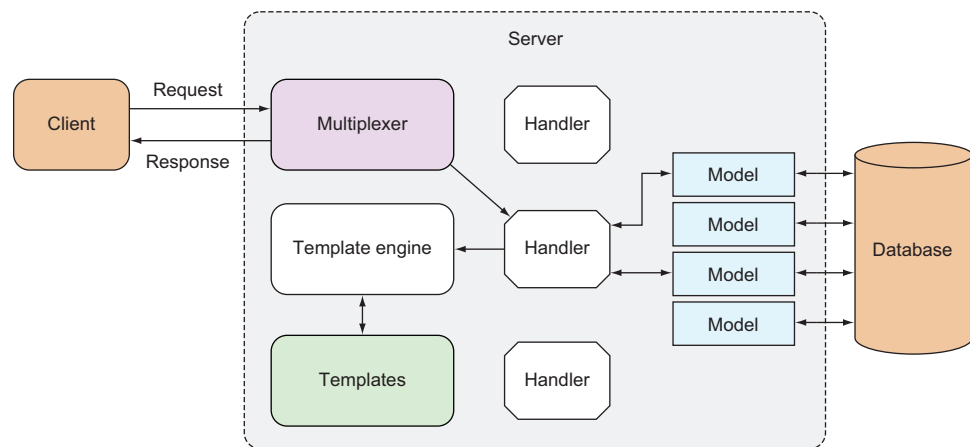 Server
Request
Client
Multiplexer
Handler
Response
Model
Model
Template engine
Handler
Database
Model
Model
Templates
Handler